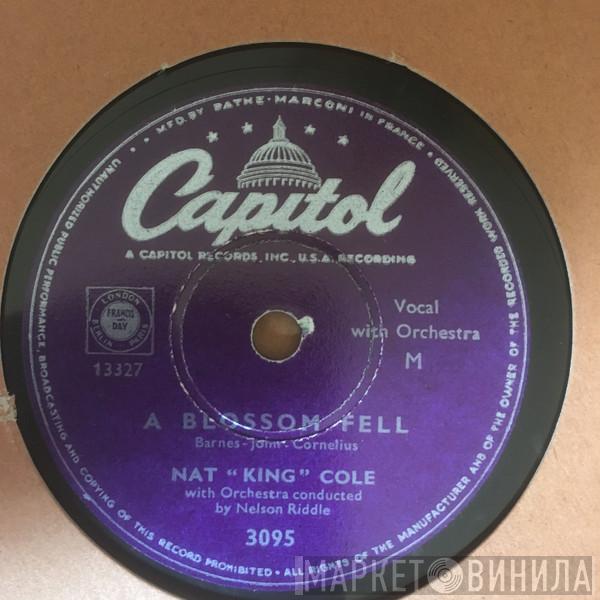 • MFD. BY PATHE-MARCONI IN FRANCE •
Capitol
A CAPITOL RECORDS, INC., U.S.A. RECORDING
LONDON
FRANCIS
AND
DAY
BERLIN PARIS
13327
Vocal
with Orchestra
M
A BLOSSOM FELL
Barnes - John - Cornelius
NAT "KING" COLE
with Orchestra conducted
by Nelson Riddle
3095
UNAUTHORIZED PUBLIC PERFORMANCE, BROADCASTING AND COPYING OF THIS RECORD PROHIBITED • ALL RIGHTS OF THE MANUFACTURER AND OF THE OWNER OF THE RECORDED WORK RESERVED
МАРКЕТ ВИНИЛА